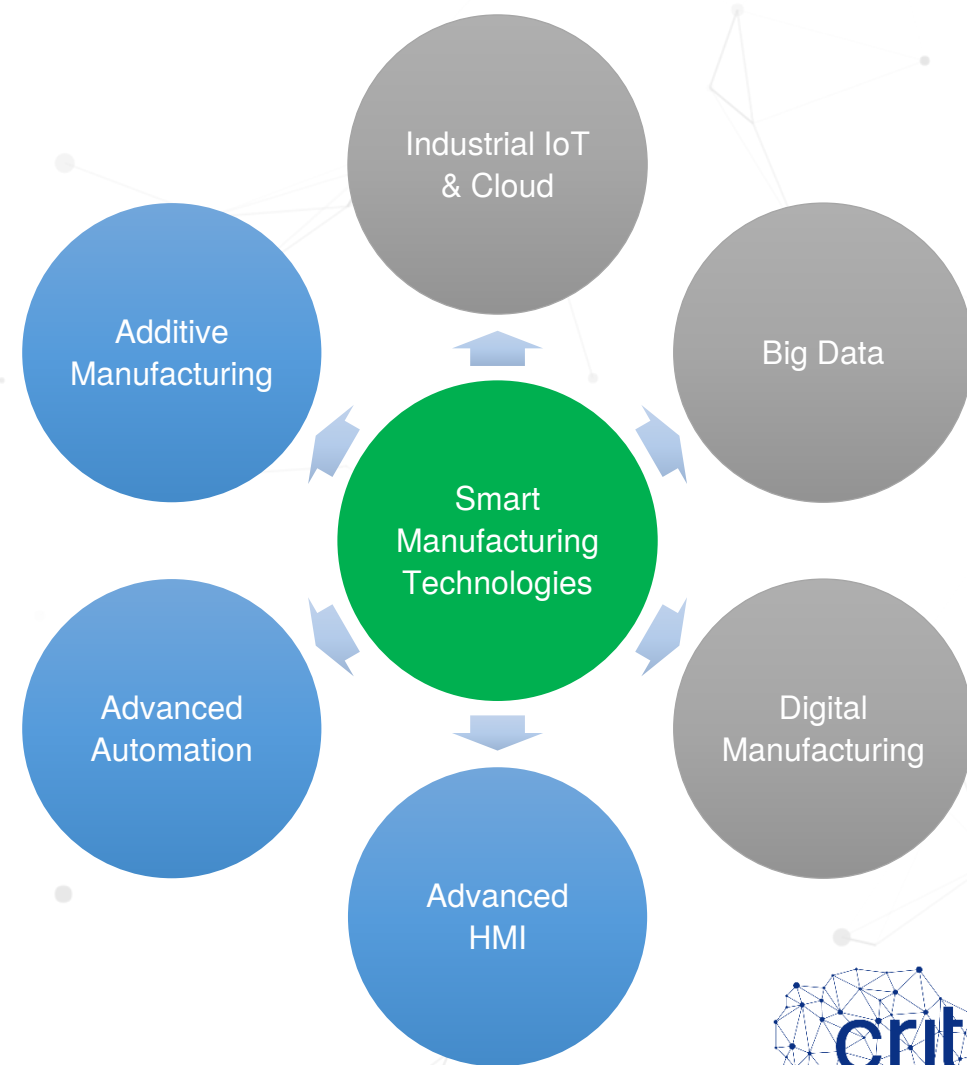 Industrial IoT
& Cloud
Additive
Manufacturing
Big Data
Smart
Manufacturing
Technologies
Advanced
Automation
Digital
Manufacturing
Advanced
HMI
crit